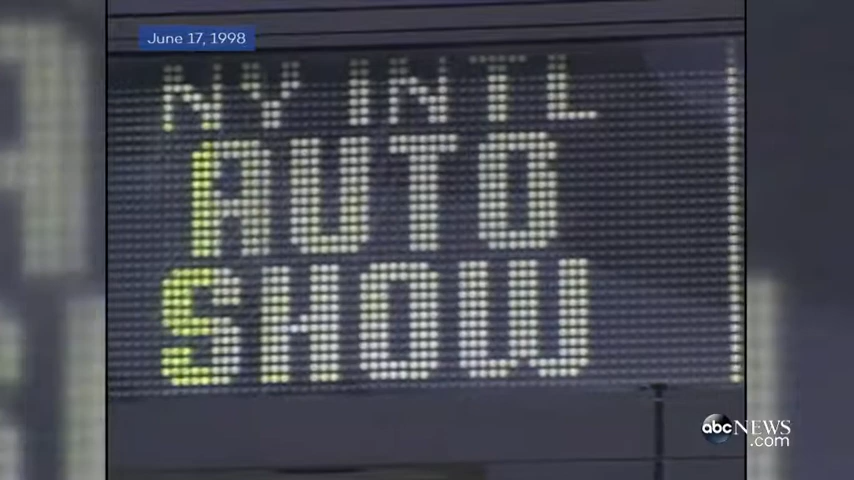 June 17, 1998
NY INTL
AUTO
SHOW
abcNEWS
.com